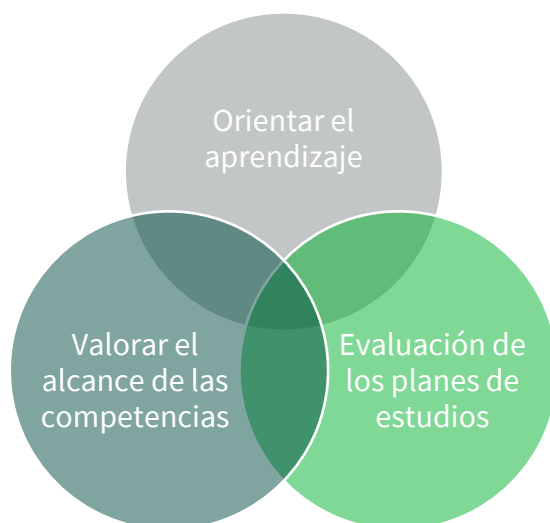 Orientar el
aprendizaje
Valorar el
alcance de las
competencias
Evaluación de
los planes de
estudios